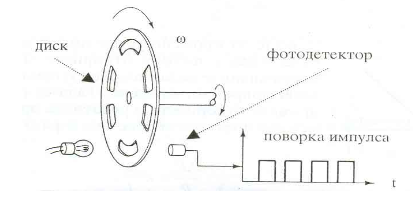 диск
ω
фотодетектор
поворка импулса
t